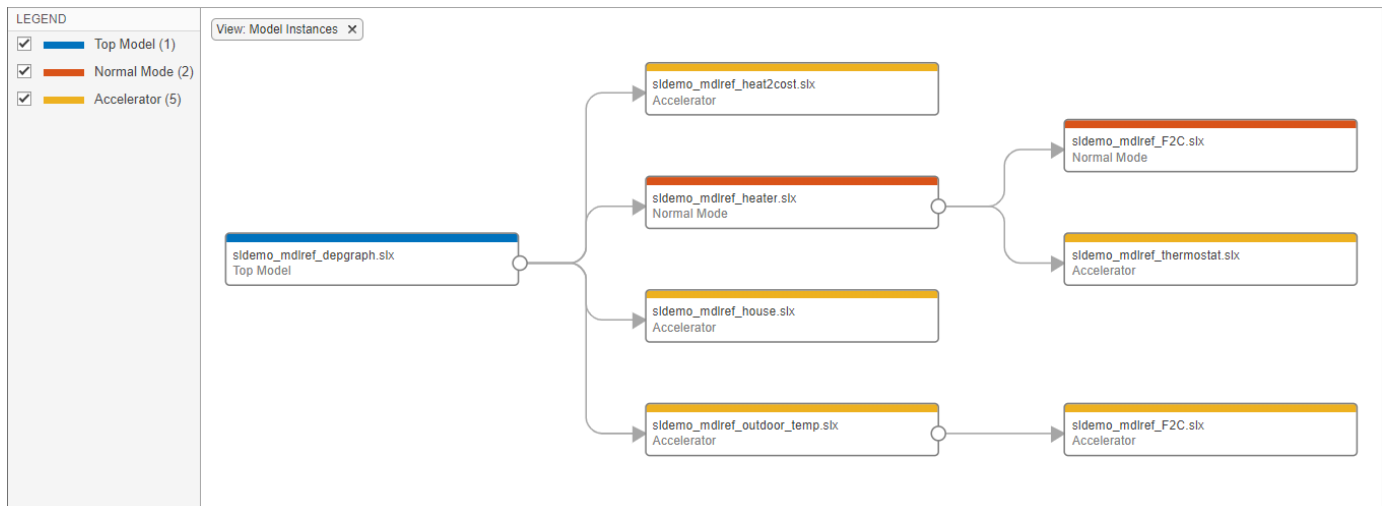 LEGEND
Top Model (1)
Normal Mode (2)
Accelerator (5)
View: Model Instances
sldemo_mdlref_depgraph.slx
Top Model
sldemo_mdlref_heat2cost.slx
Accelerator
sldemo_mdlref_heater.slx
Normal Mode
sldemo_mdlref_house.slx
Accelerator
sldemo_mdlref_outdoor_temp.slx
Accelerator
sldemo_mdlref_F2C.slx
Normal Mode
sldemo_mdlref_thermostat.slx
Accelerator
sldemo_mdlref_F2C.slx
Accelerator